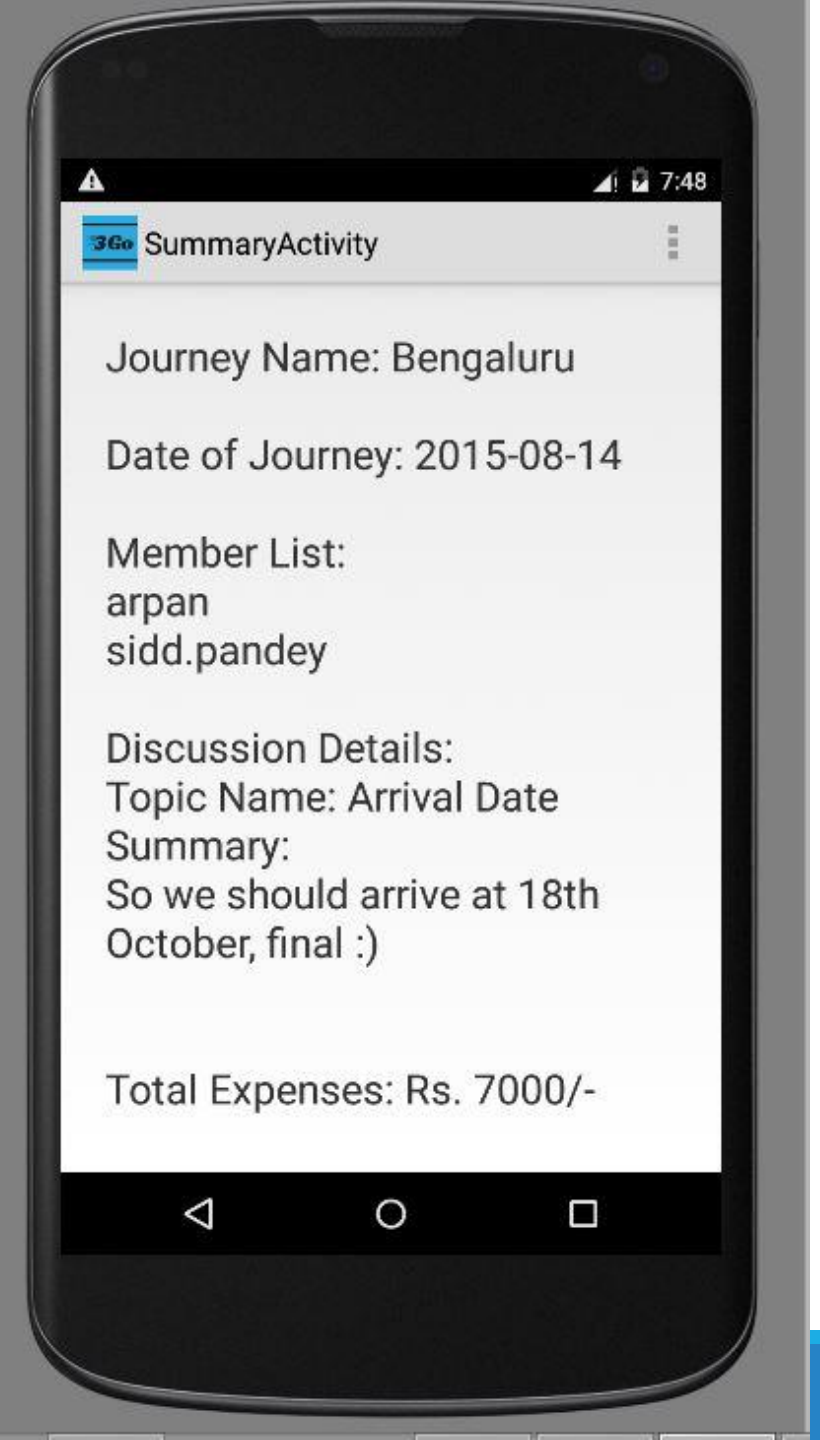 7:48
3Go SummaryActivity
Journey Name: Bengaluru
Date of Journey: 2015-08-14
Member List:
arpan
sidd.pandey
Discussion Details:
Topic Name: Arrival Date
Summary:
So we should arrive at 18th
October, final :)
Total Expenses: Rs. 7000/-